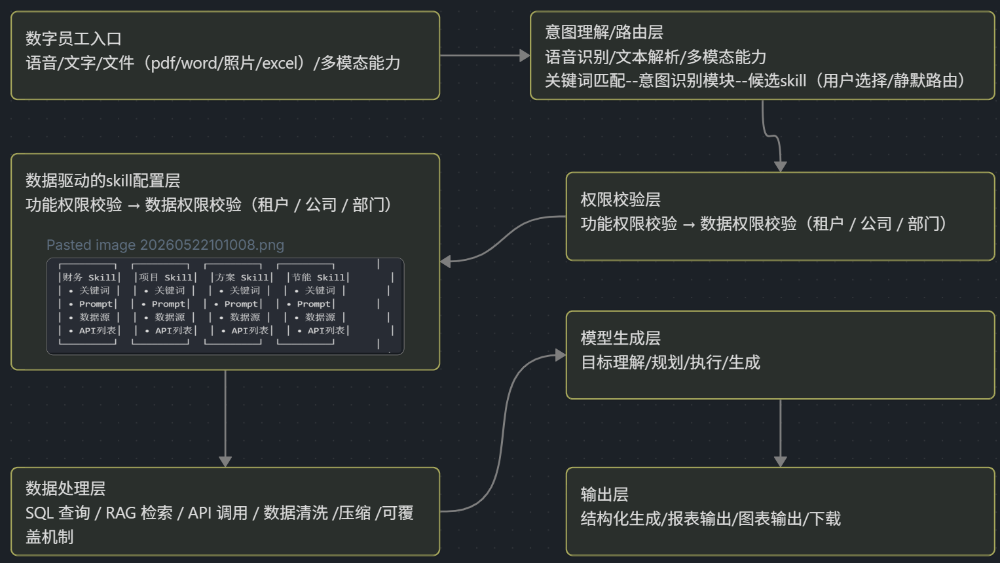 数字员工入口
语音/文字/文件（pdf/word/照片/excel）/多模态能力
意图理解/路由层
语音识别/文本解析/多模态能力
关键词匹配--意图识别模块--候选skill（用户选择/静默路由）
权限校验层
功能权限校验 → 数据权限校验（租户 / 公司 / 部门）
数据驱动的skill配置层
功能权限校验 → 数据权限校验（租户 / 公司 / 部门）
Pasted image 20260522101008.png
财务 Skill 项目 Skill 方案 Skill 节能 Skill
• 关键词 • 关键词 • 关键词 • 关键词
• Prompt • Prompt • Prompt • Prompt
• 数据源 • 数据源 • 数据源 • 数据源
• API列表 • API列表 • API列表 • API列表
数据处理层
SQL 查询 / RAG 检索 / API 调用 / 数据清洗 /压缩 /可覆
盖机制
模型生成层
目标理解/规划/执行/生成
输出层
结构化生成/报表输出/图表输出/下载